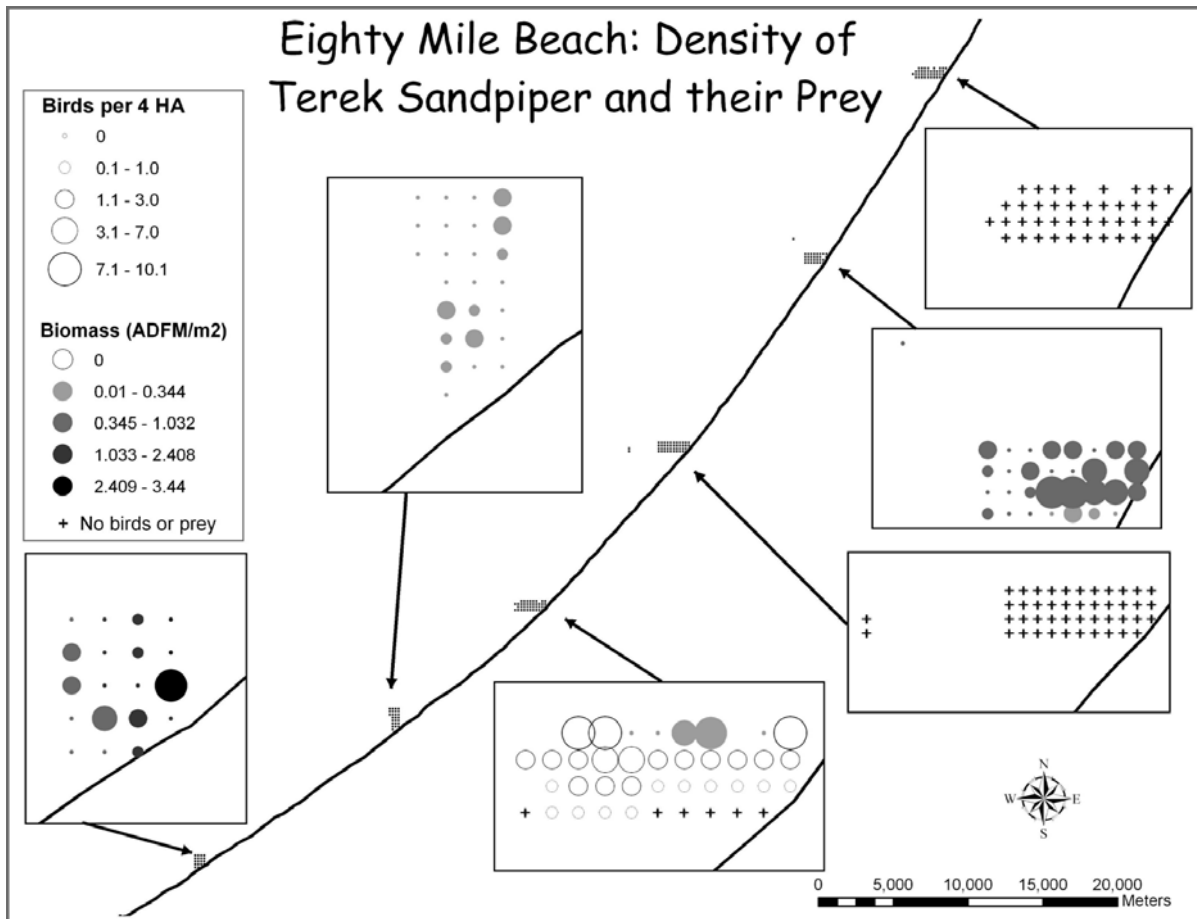 Eighty Mile Beach: Density of
Terek Sandpiper and their Prey
Birds per 4 HA
0
0.1 - 1.0
1.1 - 3.0
3.1 - 7.0
7.1 - 10.1
Biomass (ADFM/m2)
0
0.01 - 0.344
0.345 - 1.032
1.033 - 2.408
2.409 - 3.44
+ No birds or prey
N
W E
S
0 5,000 10,000 15,000 20,000
Meters